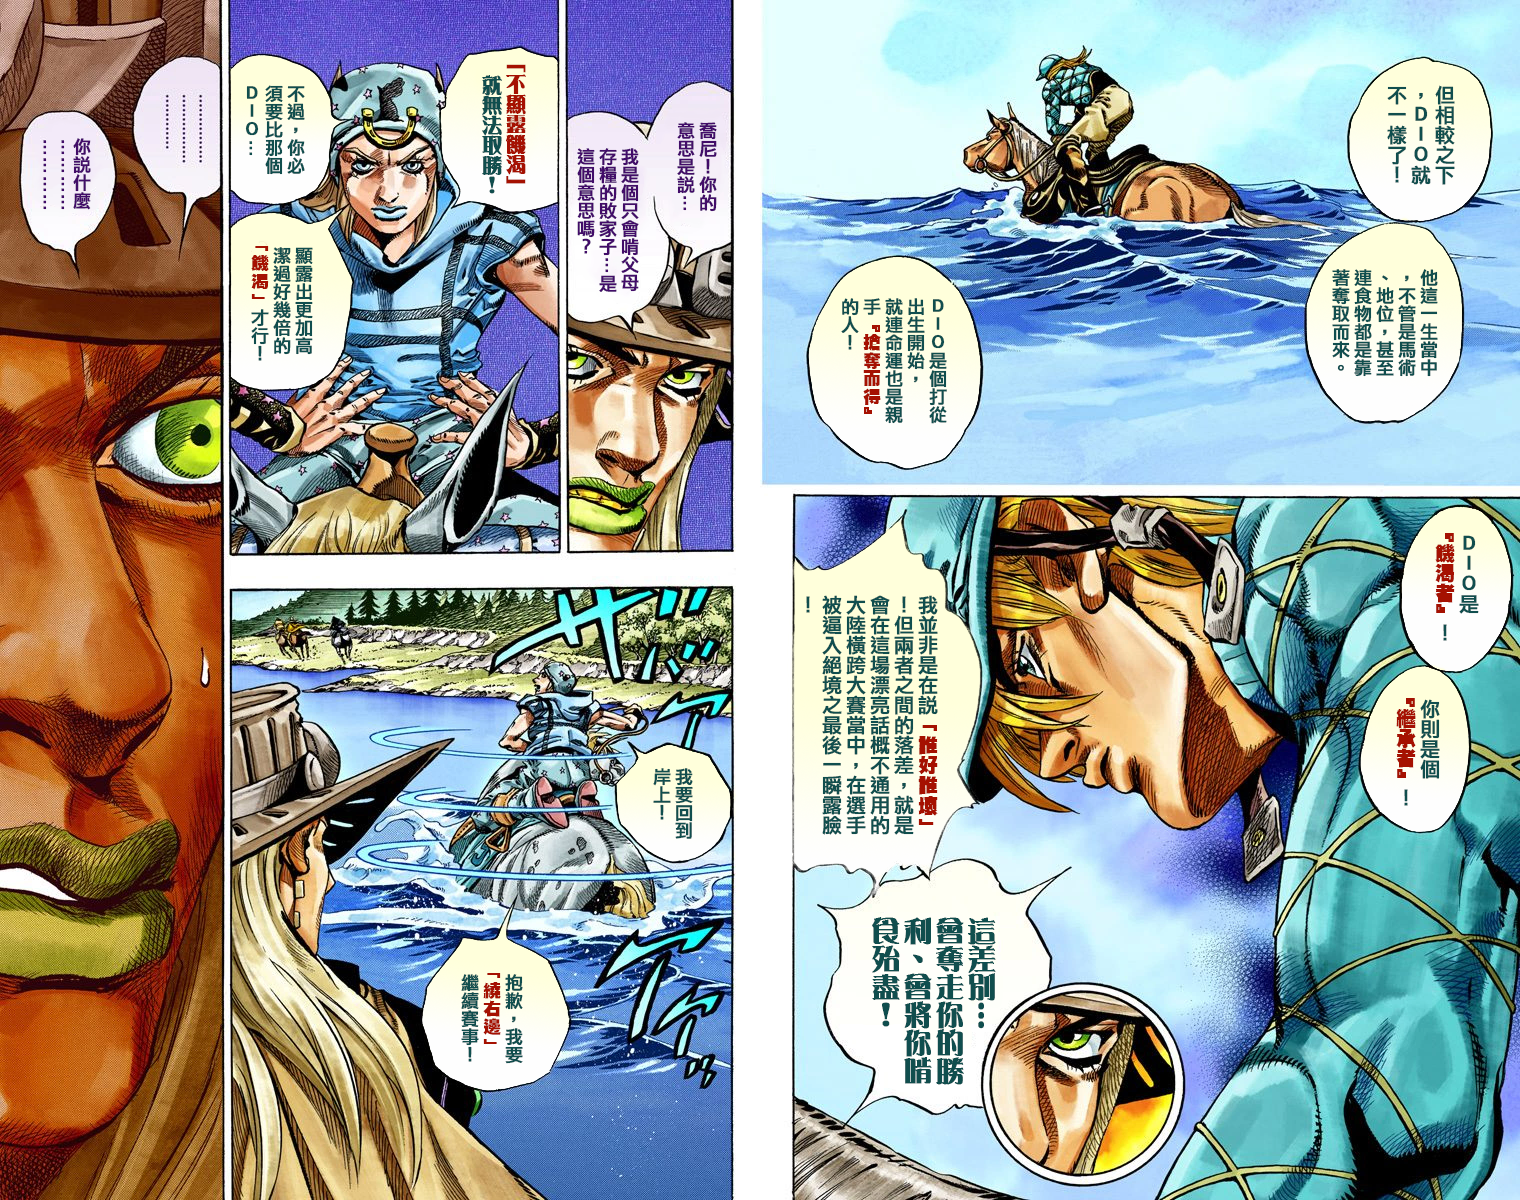 但相較之下
，DIO就
不一樣了！
他這一生當中
，不管是馬術
、地位，甚至
連食物都是靠
著奪取而來。
DIO是個打從
出生開始，
就連命運也是親
手『搶奪而得』
的人！
DIO是
『饑渴者』！
你則是個
『繼承者』！
我並非是在說『誰好誰壞』
！但兩者之間的落差，就是
會在這場漂亮話概不通用的
大陸橫跨大賽當中，在選手
被逼入絕境之最後一瞬露臉
！
這差別…
會奪走你的勝
利、會將你啃
食殆盡！
喬尼！你的
意思是說…
我是個只會啃父母
存糧的敗家子…是
這個意思嗎？
「不顯露饑渴」
就無法取勝！
不過，你必
須要比那個
DIO…
顯露出更加高
潔過好幾倍的
「饑渴」才行！
我要回到
岸上！
抱歉，我要
「繞右邊」
繼續賽事！
…………
…………
你說什麼
…………
…………